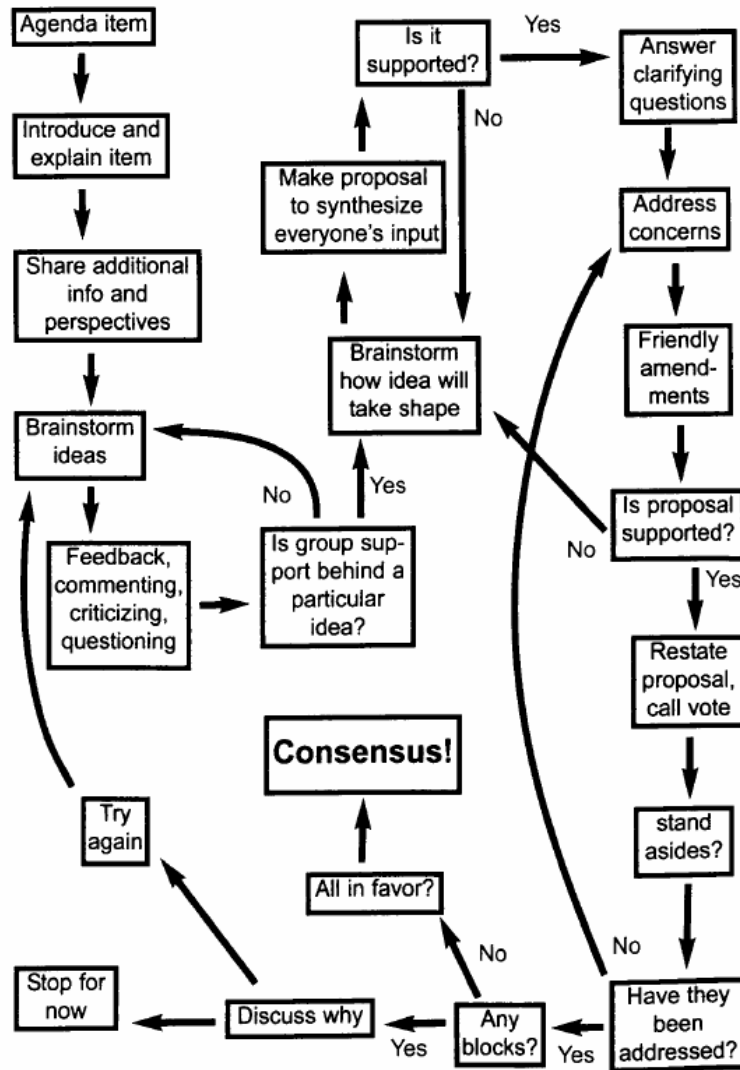 Agenda item
Introduce and
explain item
Share additional
info and
perspectives
Brainstorm
ideas
Feedback,
commenting,
criticizing,
questioning
No
Is group sup-
port behind a
particular
idea?
Yes
Brainstorm
how idea will
take shape
Make proposal
to synthesize
everyone's input
Is it
supported?
No
Yes
Answer
clarifying
questions
Address
concerns
Friendly
amend-
ments
Is proposal
supported?
No
Yes
Restate
proposal,
call vote
stand
asides?
Have they
been
addressed?
No
Yes
Any
blocks?
No
All in favor?
Consensus!
Yes
Discuss why
Try
again
Stop for
now